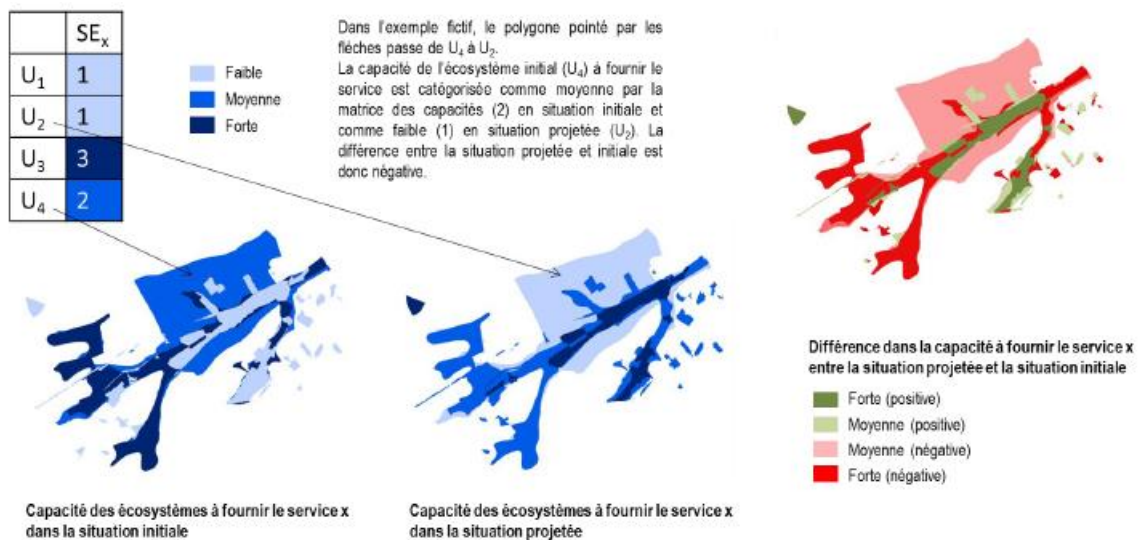 SEₓ
U₁ 1
U₂ 1
U₃ 3
U₄ 2
Faible
Moyenne
Forte
Dans l'exemple fictif, le polygone pointé par les
flèches passe de U₄ à U₂.
La capacité de l'écosystème initial (U₄) à fournir le
service est catégorisée comme moyenne par la
matrice des capacités (2) en situation initiale et
comme faible (1) en situation projetée (U₂). La
différence entre la situation projetée et initiale est
donc négative.
Capacité des écosystèmes à fournir le service x
dans la situation initiale
Capacité des écosystèmes à fournir le service x
dans la situation projetée
Différence dans la capacité à fournir le service x
entre la situation projetée et la situation initiale
Forte (positive)
Moyenne (positive)
Moyenne (négative)
Forte (négative)